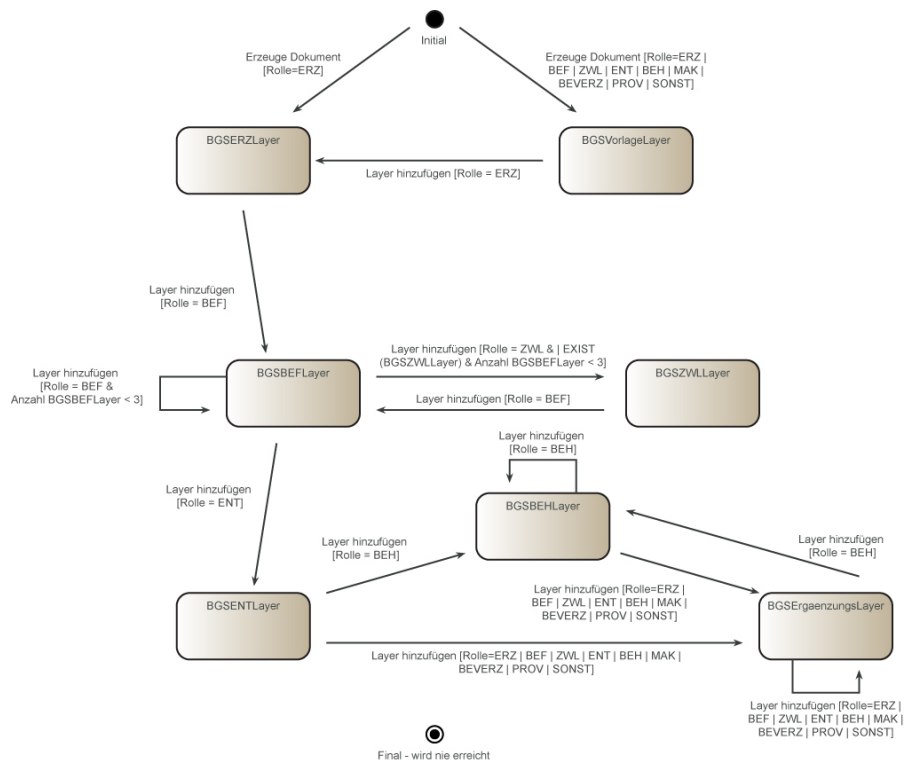 Initial
Erzeuge Dokument
[Rolle=ERZ]
Erzeuge Dokument [Rolle=ERZ |
BEF | ZWL | ENT | BEH | MAK |
BEVERZ | PROV | SONST]
BGSERZLayer
BGSVorlageLayer
Layer hinzufügen [Rolle = ERZ]
Layer hinzufügen
[Rolle = BEF]
Layer hinzufügen
[Rolle = BEF &
Anzahl BGSBEFLayer < 3]
BGSBEFLayer
Layer hinzufügen [Rolle = ZWL & | EXIST
(BGSZWLLayer) & Anzahl BGSBEFLayer < 3]
BGSZWLLayer
Layer hinzufügen [Rolle = BEF]
Layer hinzufügen
[Rolle = BEH]
Layer hinzufügen
[Rolle = ENT]
BGSBEHLayer
Layer hinzufügen
[Rolle = BEH]
Layer hinzufügen
[Rolle = BEH]
Layer hinzufügen [Rolle=ERZ |
BEF | ZWL | ENT | BEH | MAK |
BEVERZ | PROV | SONST]
BGSENTLayer
BGSErgaenzungsLayer
Layer hinzufügen [Rolle=ERZ | BEF | ZWL | ENT | BEH | MAK |
BEVERZ | PROV | SONST]
Layer hinzufügen [Rolle=ERZ |
BEF | ZWL | ENT | BEH | MAK |
BEVERZ | PROV | SONST]
Final - wird nie erreicht